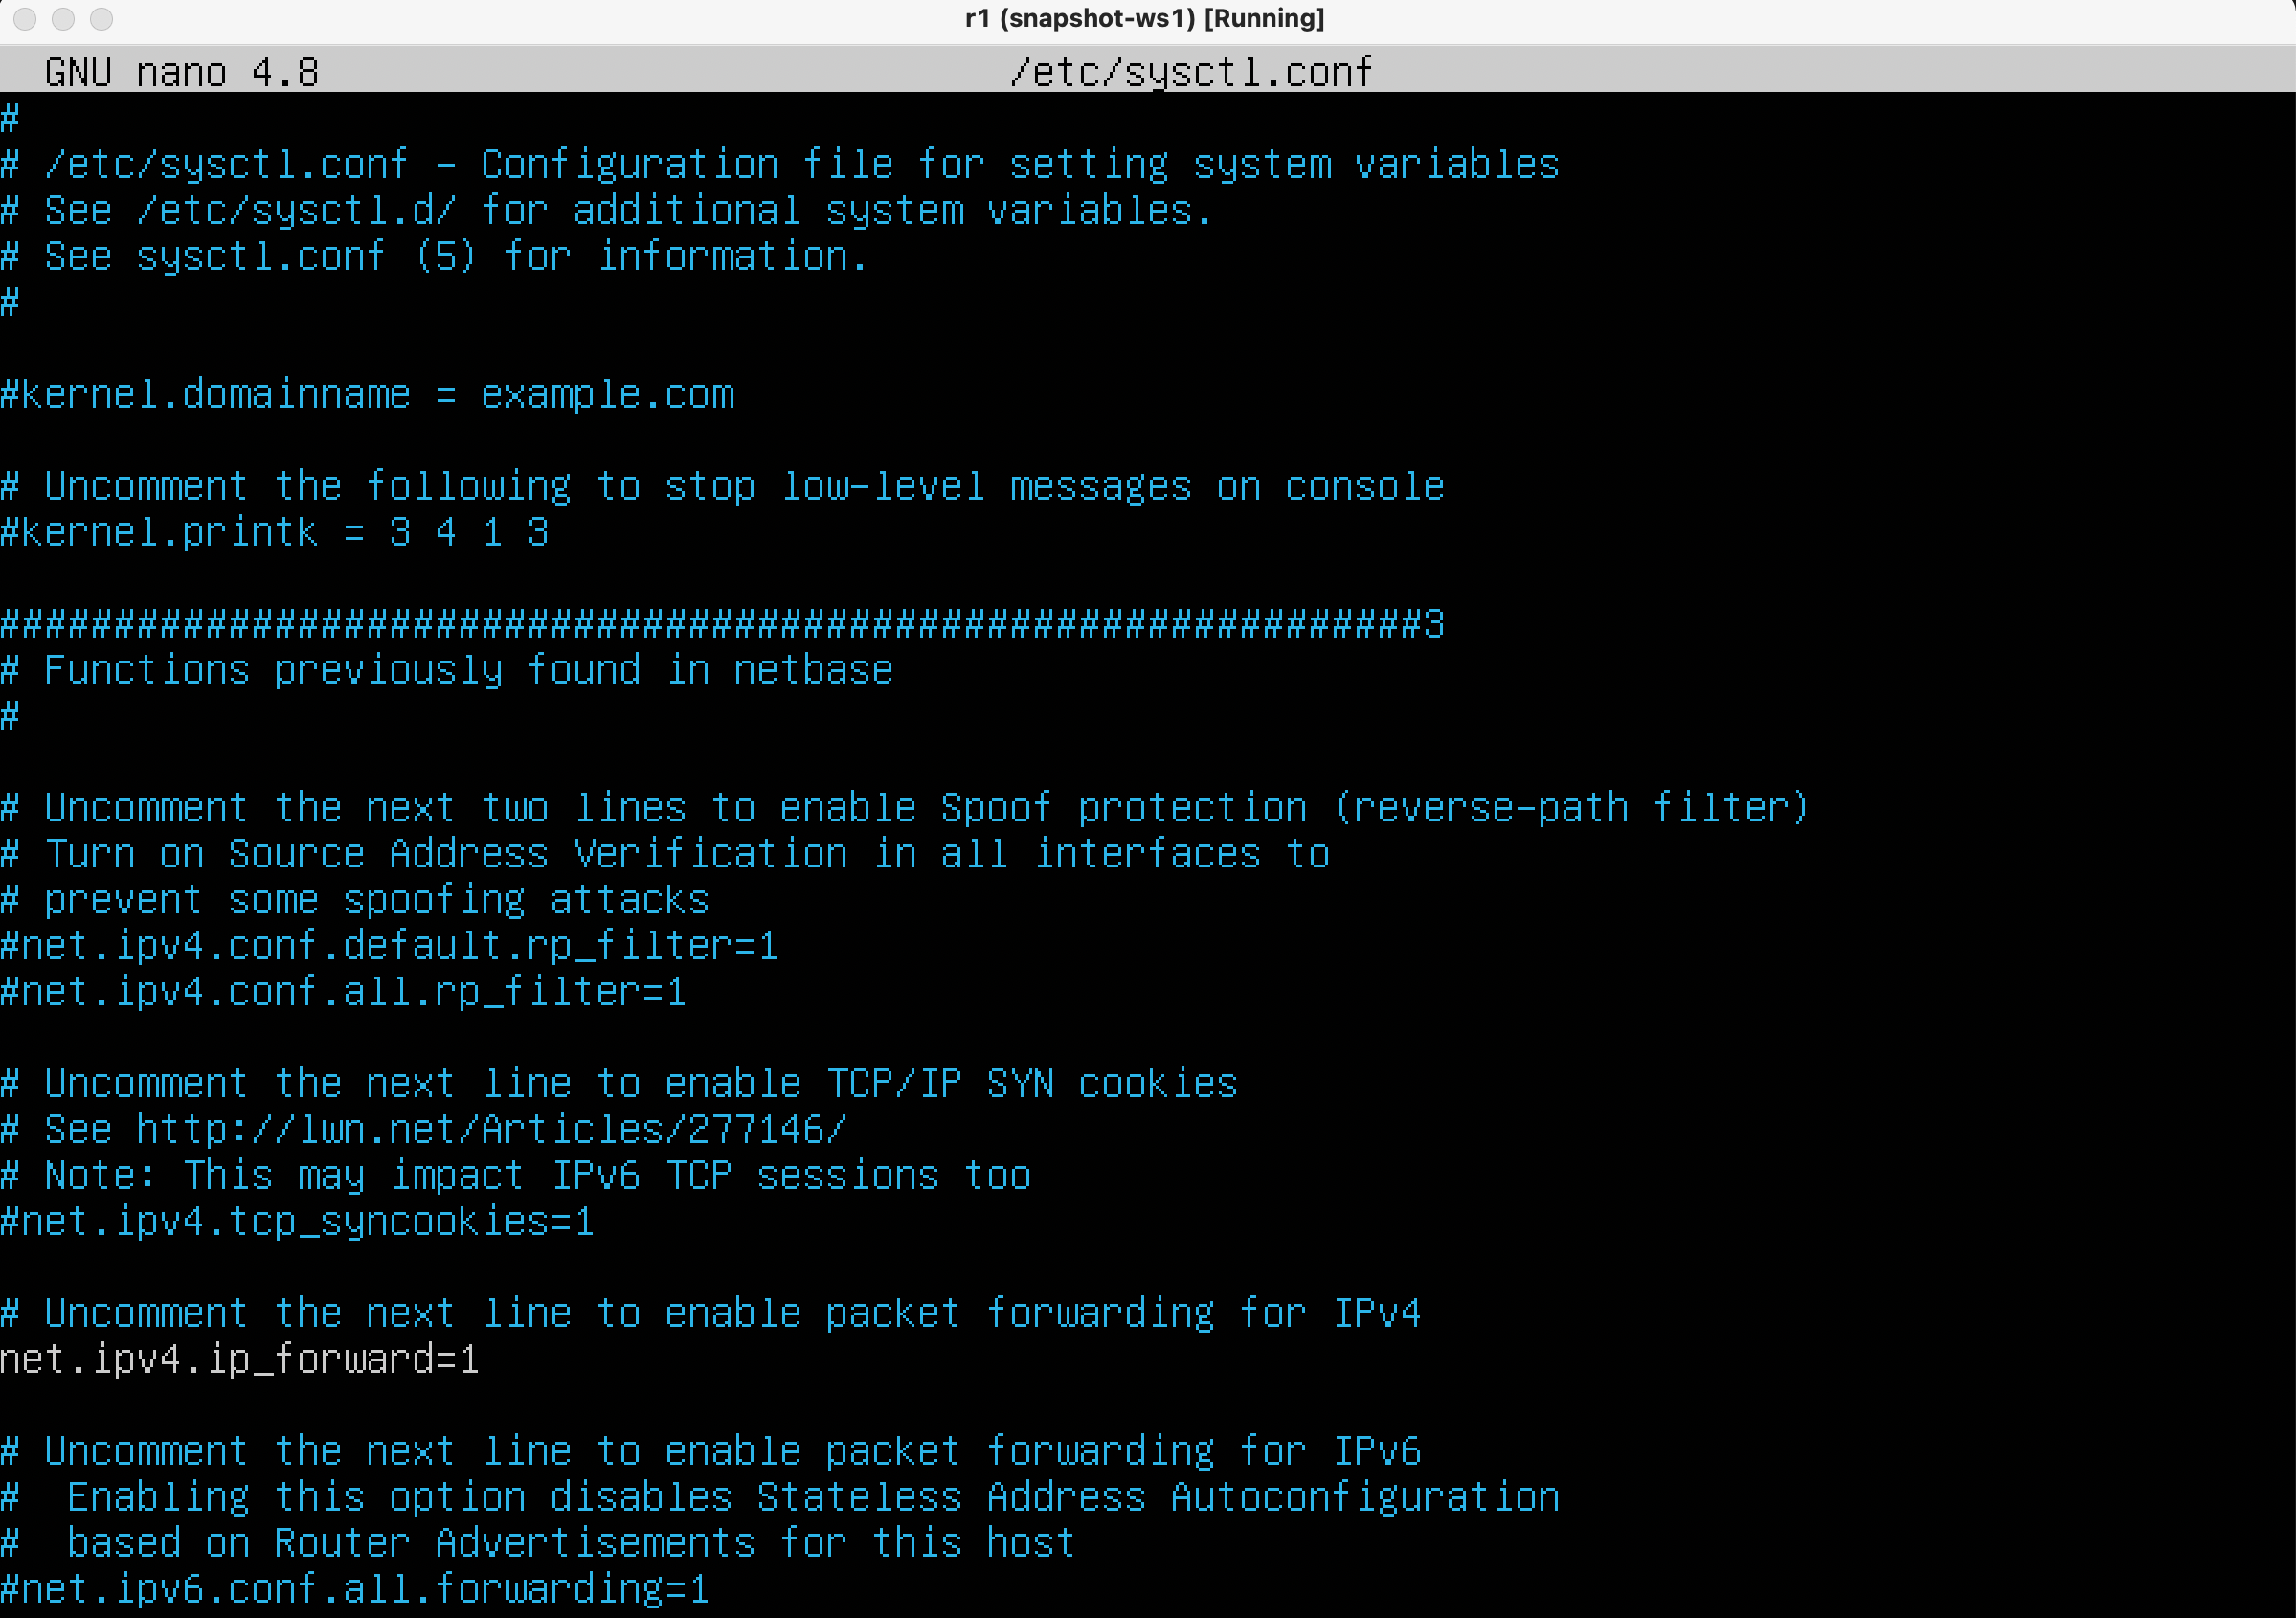 r1 (snapshot-ws1) [Running]
GNU nano 4.8 /etc/sysctl.conf
#
# /etc/sysctl.conf - Configuration file for setting system variables
# See /etc/sysctl.d/ for additional system variables.
# See sysctl.conf (5) for information.
#
#kernel.domainname = example.com
# Uncomment the following to stop low-level messages on console
#kernel.printk = 3 4 1 3
##############################################################3
# Functions previously found in netbase
#
# Uncomment the next two lines to enable Spoof protection (reverse-path filter)
# Turn on Source Address Verification in all interfaces to
# prevent some spoofing attacks
#net.ipv4.conf.default.rp_filter=1
#net.ipv4.conf.all.rp_filter=1
# Uncomment the next line to enable TCP/IP SYN cookies
# See http://lwn.net/Articles/277146/
# Note: This may impact IPv6 TCP sessions too
#net.ipv4.tcp_syncookies=1
# Uncomment the next line to enable packet forwarding for IPv4
net.ipv4.ip_forward=1
# Uncomment the next line to enable packet forwarding for IPv6
#  Enabling this option disables Stateless Address Autoconfiguration
#  based on Router Advertisements for this host
#net.ipv6.conf.all.forwarding=1